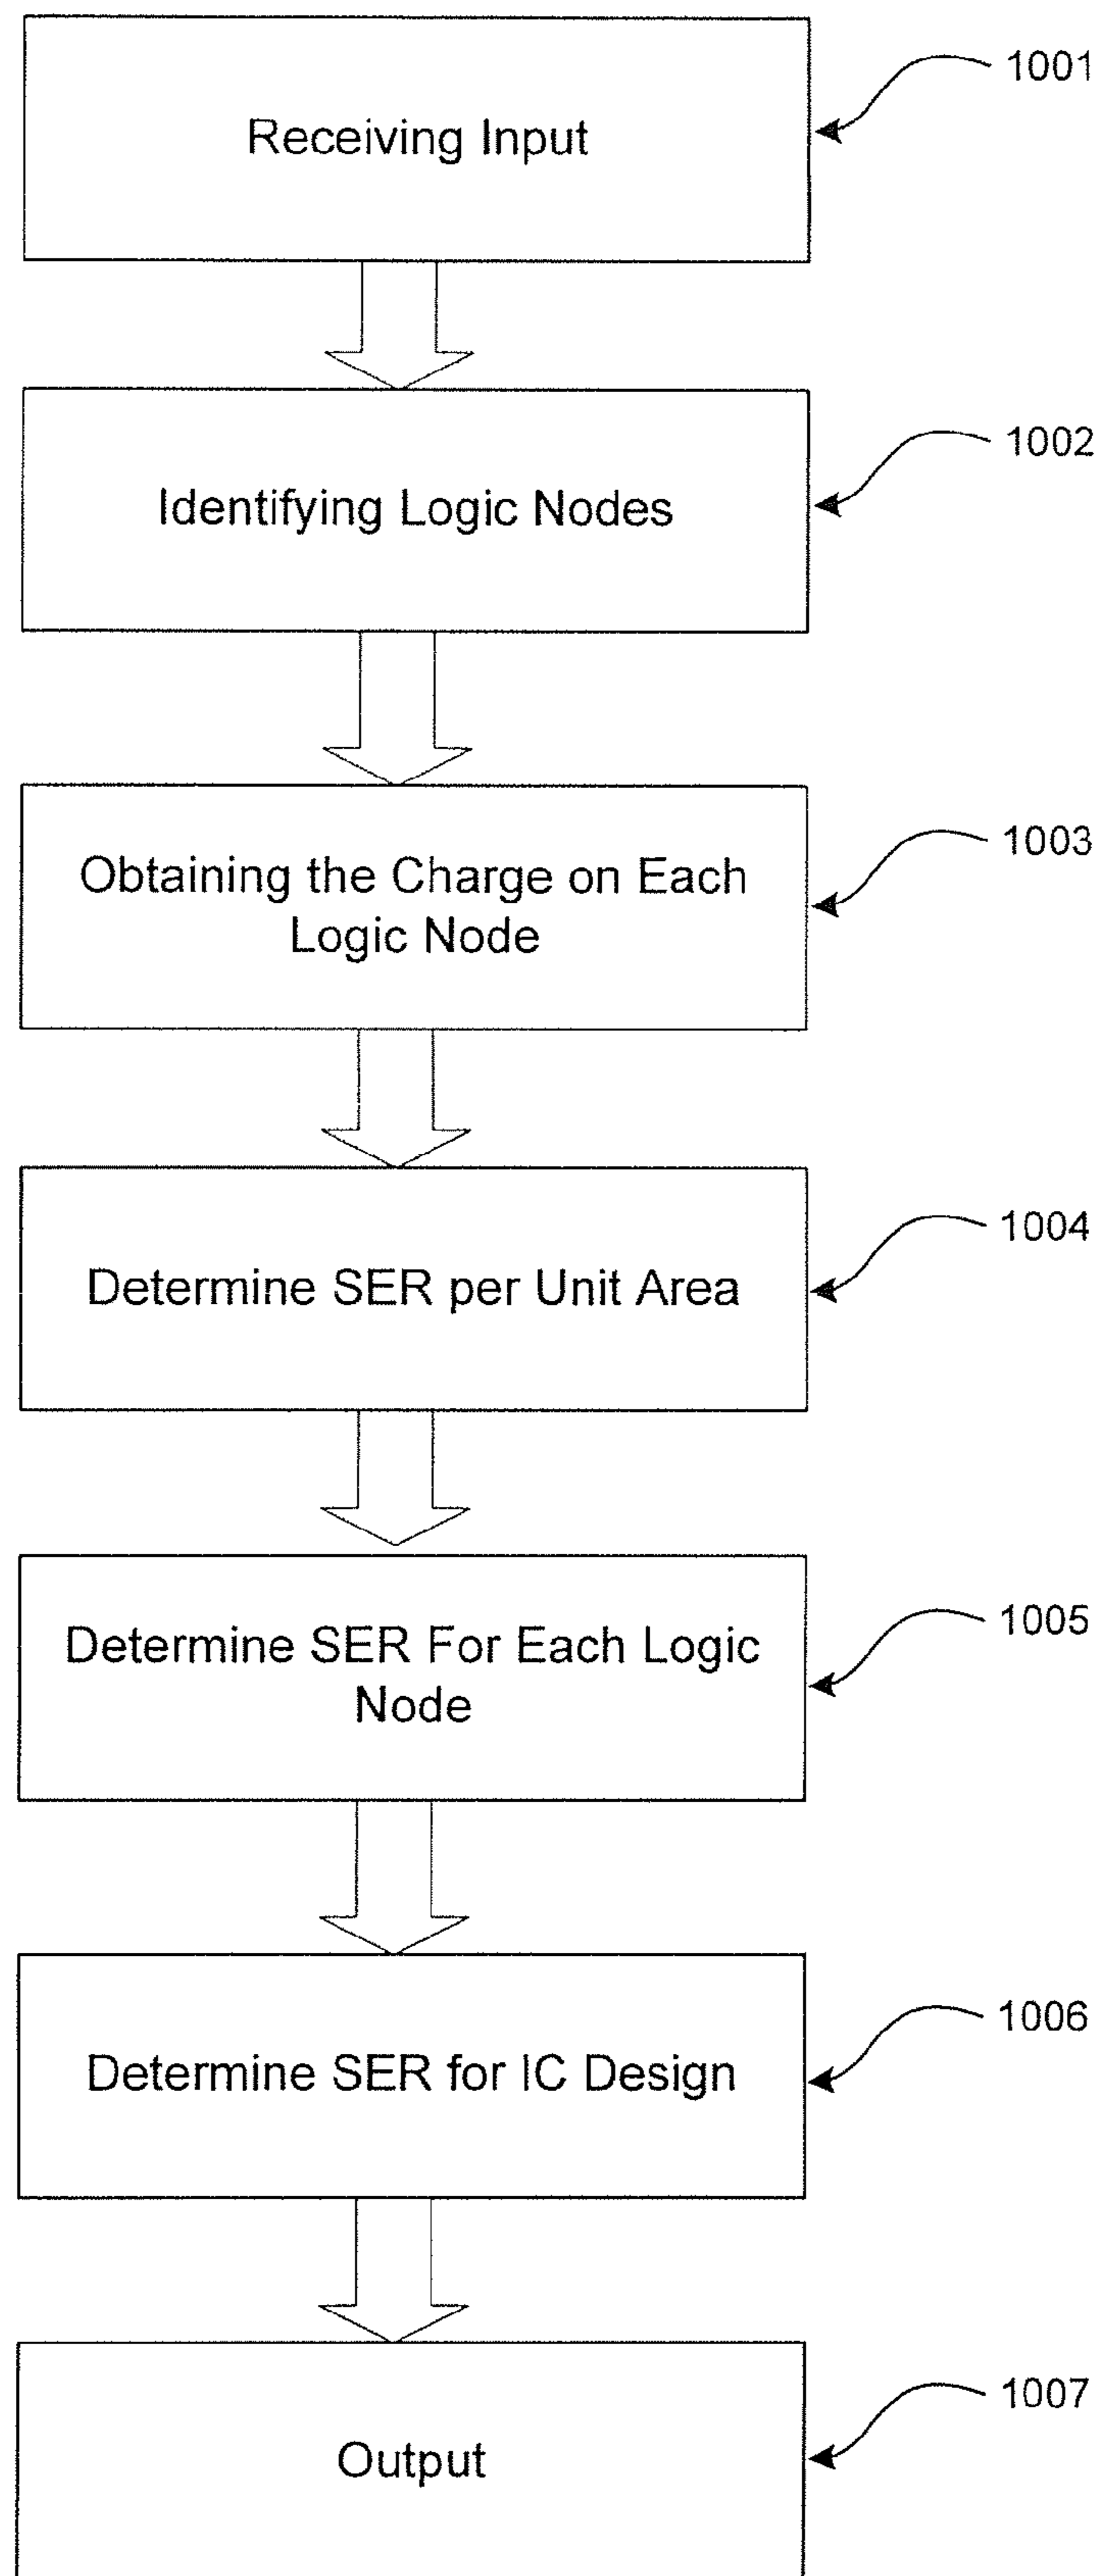 Receiving Input
1001
Identifying Logic Nodes
1002
Obtaining the Charge on Each
Logic Node
1003
Determine SER per Unit Area
1004
Determine SER For Each Logic
Node
1005
Determine SER for IC Design
1006
Output
1007